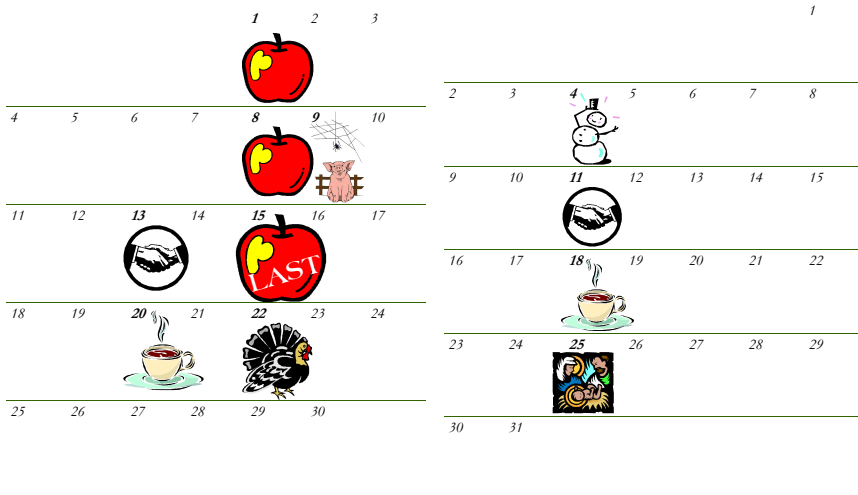 1 2 3
4 5 6 7 8 9 10
11 12 13 14 15 16 17
LAST
18 19 20 21 22 23 24
25 26 27 28 29 30
1
2 3 4 5 6 7 8
9 10 11 12 13 14 15
16 17 18 19 20 21 22
23 24 25 26 27 28 29
30 31